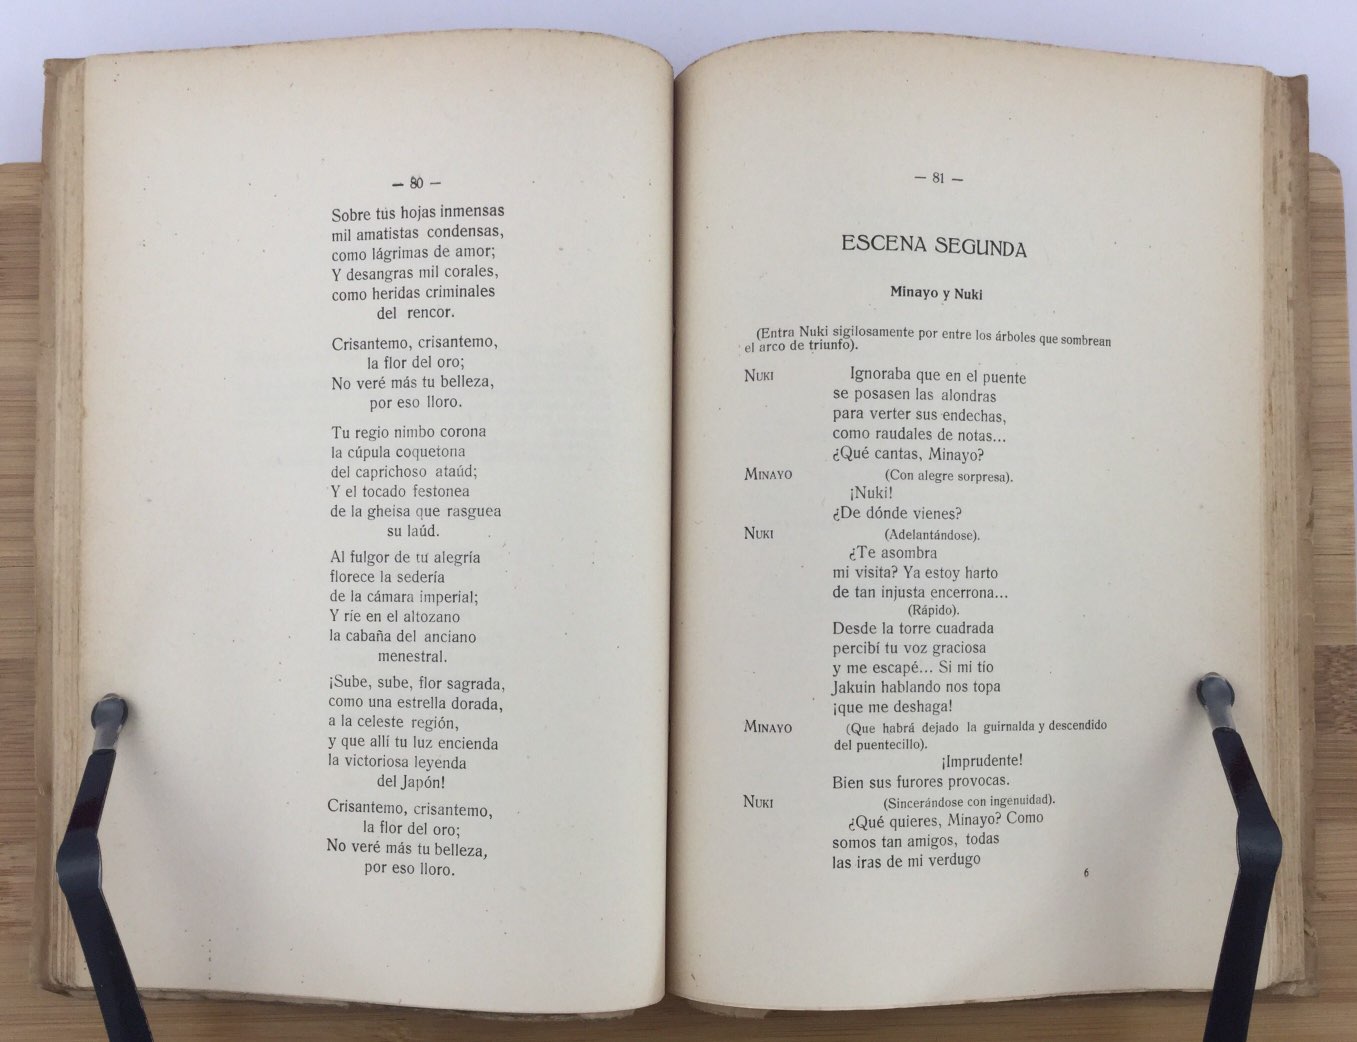 — 80 —
Sobre tus hojas inmensas
mil amatistas condensas,
como lágrimas de amor;
Y desangras mil corales,
como heridas criminales
del rencor.
Crisantemo, crisantemo,
la flor del oro;
No veré más tu belleza,
por eso lloro.
Tu regio nimbo corona
la cúpula coquetona
del caprichoso ataúd;
Y el tocado festonea
de la gheisa que rasguea
su laúd.
Al fulgor de tu alegría
florece la sedería
de la cámara imperial;
Y ríe en el altozano
la cabaña del anciano
menestral.
¡Sube, sube, flor sagrada,
como una estrella dorada,
a la celeste región,
y que allí tu luz encienda
la victoriosa leyenda
del Japón!
Crisantemo, crisantemo,
la flor del oro;
No veré más tu belleza,
por eso lloro.
— 81 —
ESCENA SEGUNDA
Minayo y Nuki
(Entra Nuki sigilosamente por entre los árboles que sombrean
el arco de triunfo).
NUKI Ignoraba que en el puente
se posasen las alondras
para verter sus endechas,
como raudales de notas...
¿Qué cantas, Minayo?
MINAYO (Con alegre sorpresa).
¡Nuki!
¿De dónde vienes?
NUKI (Adelantándose).
¿Te asombra
mi visita? Ya estoy harto
de tan injusta encerrona...
(Rápido).
Desde la torre cuadrada
percibí tu voz graciosa
y me escapé... Si mi tío
Jakuin hablando nos topa
¡que me deshaga!
MINAYO (Que habrá dejado la guirnalda y descendido
del puentecillo).
¡Imprudente!
Bien sus furores provocas.
NUKI (Sincerándose con ingenuidad).
¿Qué quieres, Minayo? Como
somos tan amigos, todas
las iras de mi verdugo
6